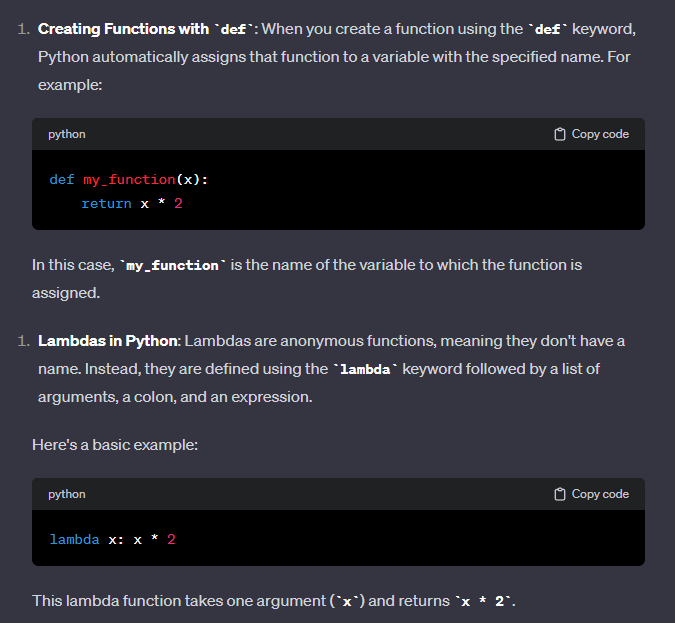 1. Creating Functions with `def`: When you create a function using the `def` keyword,
Python automatically assigns that function to a variable with the specified name. For
example:
python Copy code
def my_function(x):
    return x * 2
In this case, `my_function` is the name of the variable to which the function is
assigned.
1. Lambdas in Python: Lambdas are anonymous functions, meaning they don't have a
name. Instead, they are defined using the `lambda` keyword followed by a list of
arguments, a colon, and an expression.
Here's a basic example:
python Copy code
lambda x: x * 2
This lambda function takes one argument (`x`) and returns `x * 2`.